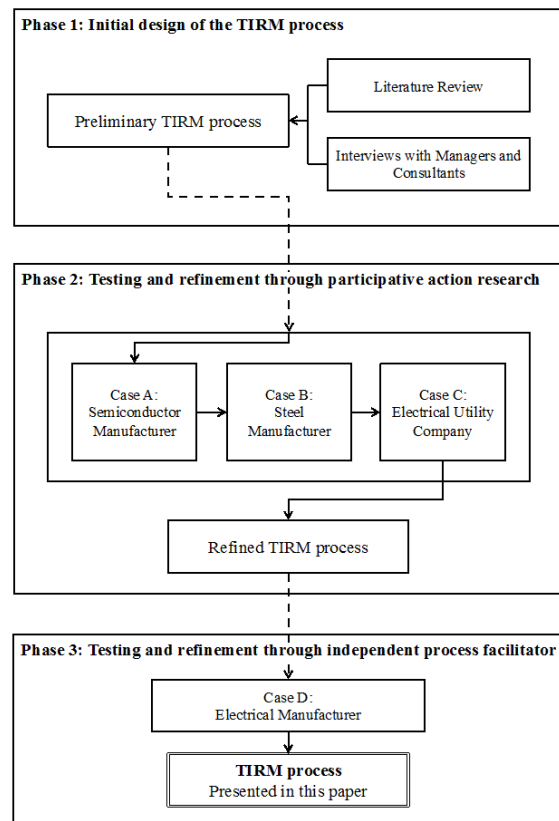 Phase 1: Initial design of the TIRM process
Literature Review
Preliminary TIRM process
Interviews with Managers and
Consultants
Phase 2: Testing and refinement through participative action research
Case A:
Semiconductor
Manufacturer
Case B:
Steel
Manufacturer
Case C:
Electrical Utility
Company
Refined TIRM process
Phase 3: Testing and refinement through independent process facilitator
Case D:
Electrical Manufacturer
TIRM process
Presented in this paper